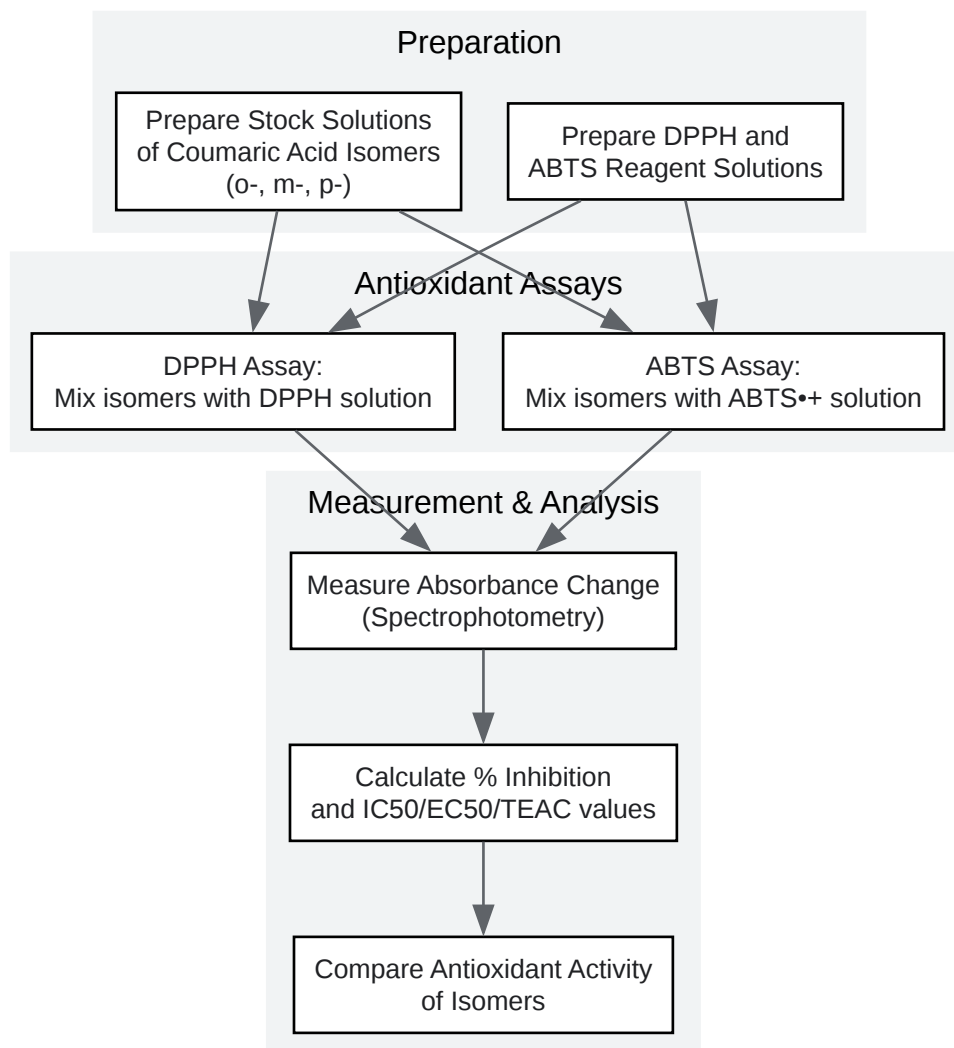 Preparation
Prepare Stock Solutions
of Coumaric Acid Isomers
(o-, m-, p-)
Prepare DPPH and
ABTS Reagent Solutions
Antioxidant Assays
DPPH Assay:
Mix isomers with DPPH solution
ABTS Assay:
Mix isomers with ABTS•+ solution
Measurement & Analysis
Measure Absorbance Change
(Spectrophotometry)
Calculate % Inhibition
and IC50/EC50/TEAC values
Compare Antioxidant Activity
of Isomers